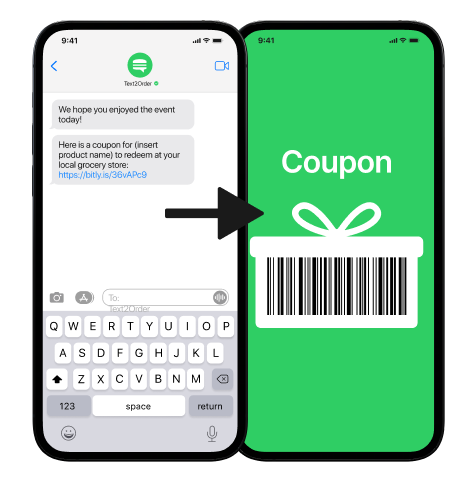 9:41
Text2Order
We hope you enjoyed the event
today!
Here is a coupon for (insert
product name) to redeem at your
local grocery store:
https://bitly.is/36vAPc9
To:
Text2Order
Q W E R T Y U I O P
A S D F G H J K L
Z X C V B N M
123 space return
9:41
Coupon